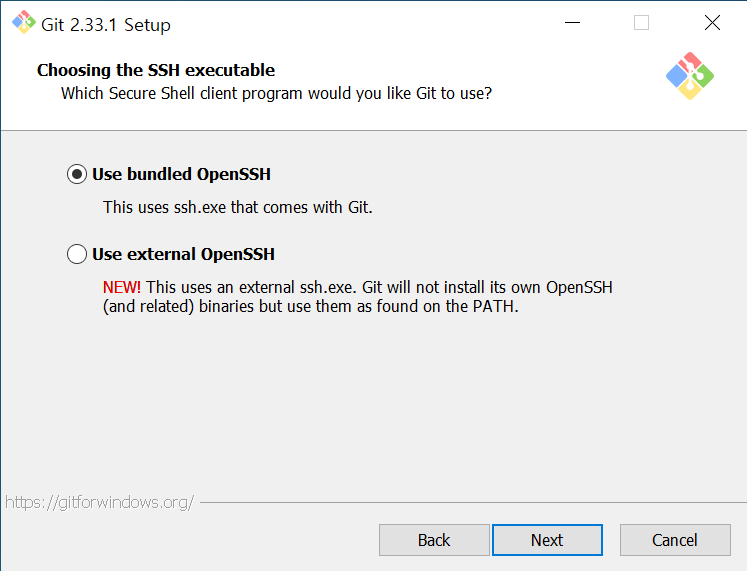 Git 2.33.1 Setup
Choosing the SSH executable
Which Secure Shell client program would you like Git to use?
Use bundled OpenSSH
This uses ssh.exe that comes with Git.
Use external OpenSSH
NEW! This uses an external ssh.exe. Git will not install its own OpenSSH
(and related) binaries but use them as found on the PATH.
https://gitforwindows.org/
Back
Next
Cancel